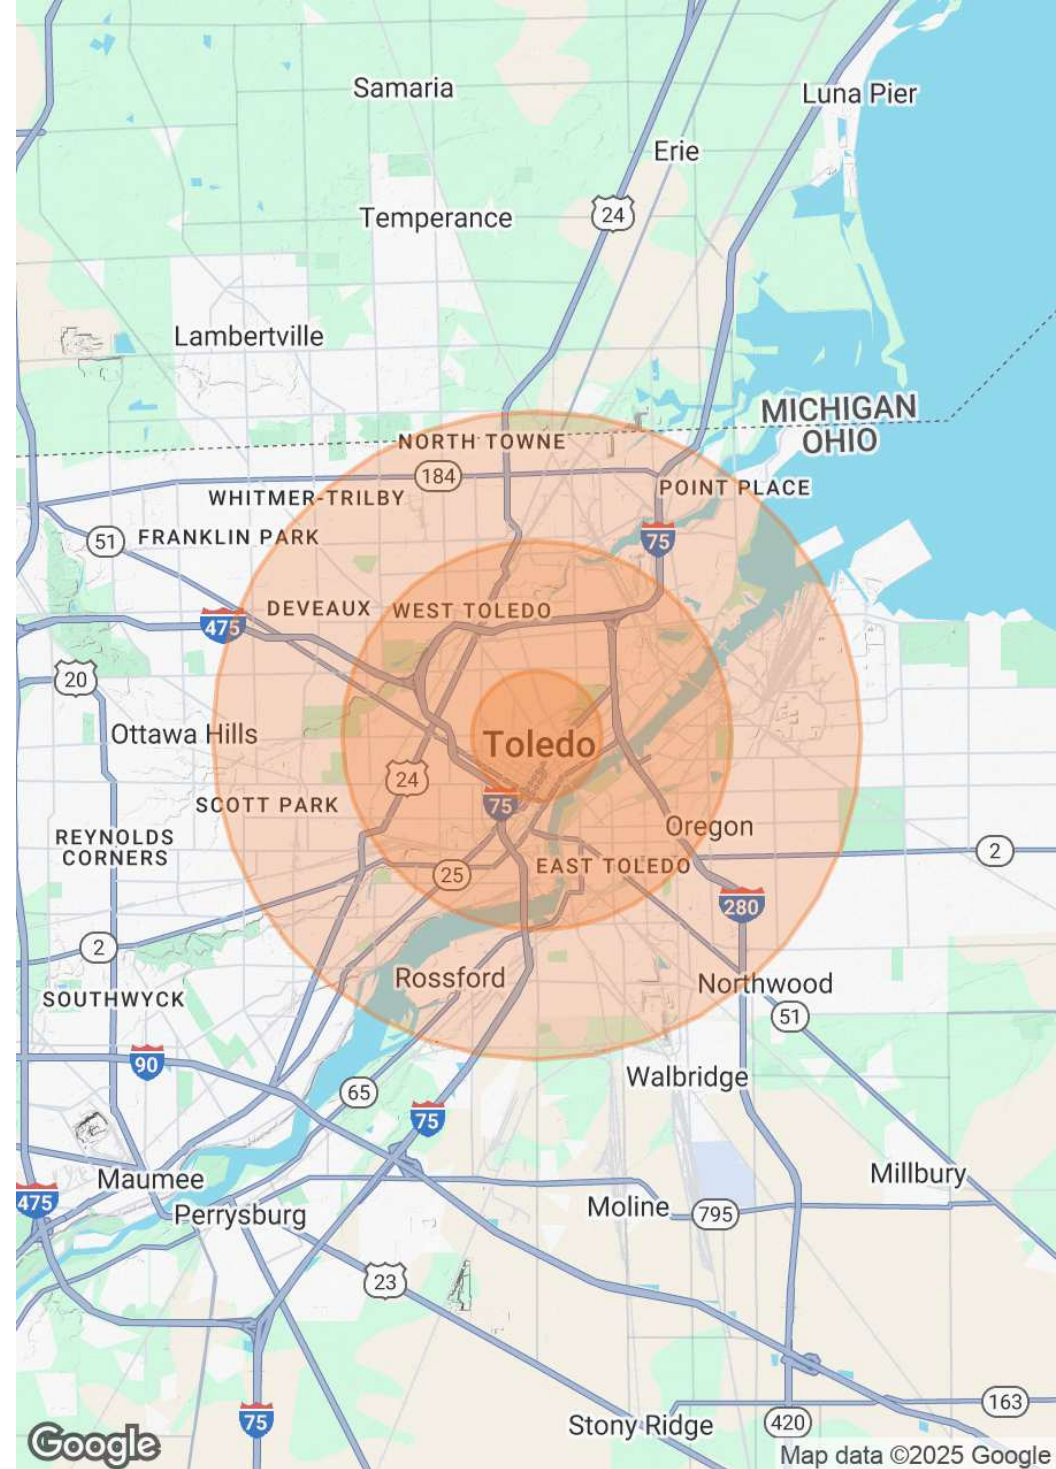 Samaria
Luna Pier
Erie
24
Temperance
Lambertville
MICHIGAN
OHIO
NORTH TOWNE
184
POINT PLACE
WHITMER-TRILBY
51
FRANKLIN PARK
75
DEVEAUX
WEST TOLEDO
475
20
Ottawa Hills
Toledo
24
75
SCOTT PARK
Oregon
REYNOLDS
CORNERS
2
EAST TOLEDO
25
280
2
Rossford
Northwood
SOUTHWYCK
51
90
Walbridge
65
75
Maumee
Millbury
475
Perrysburg
Moline
795
23
163
75
Stony Ridge
420
Google
Map data ©2025 Google